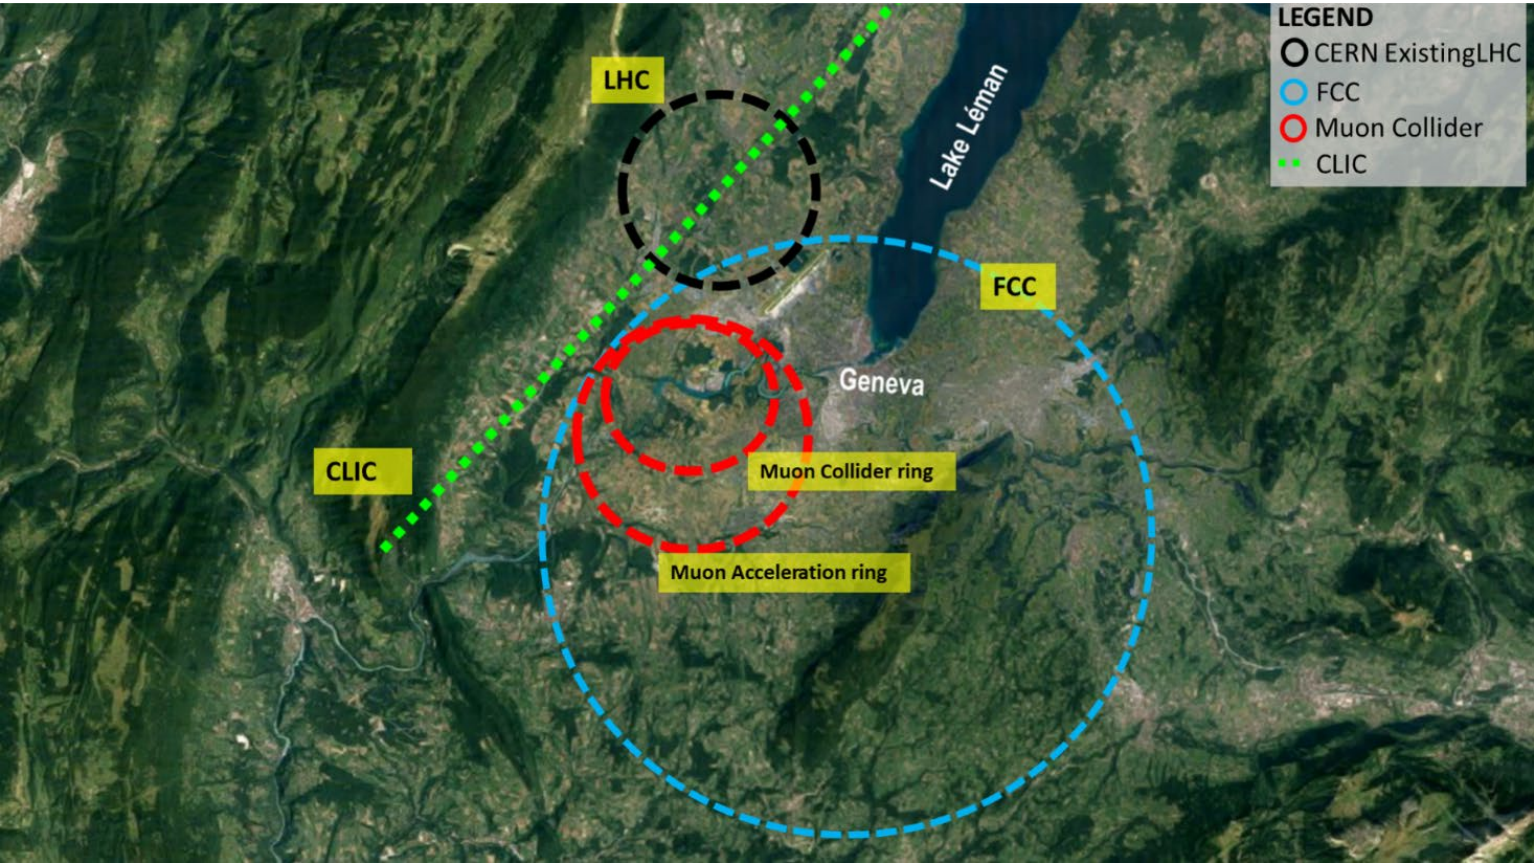 LEGEND
CERN ExistingLHC
FCC
Muon Collider
CLIC
LHC
Lake Léman
FCC
Geneva
CLIC
Muon Collider ring
Muon Acceleration ring